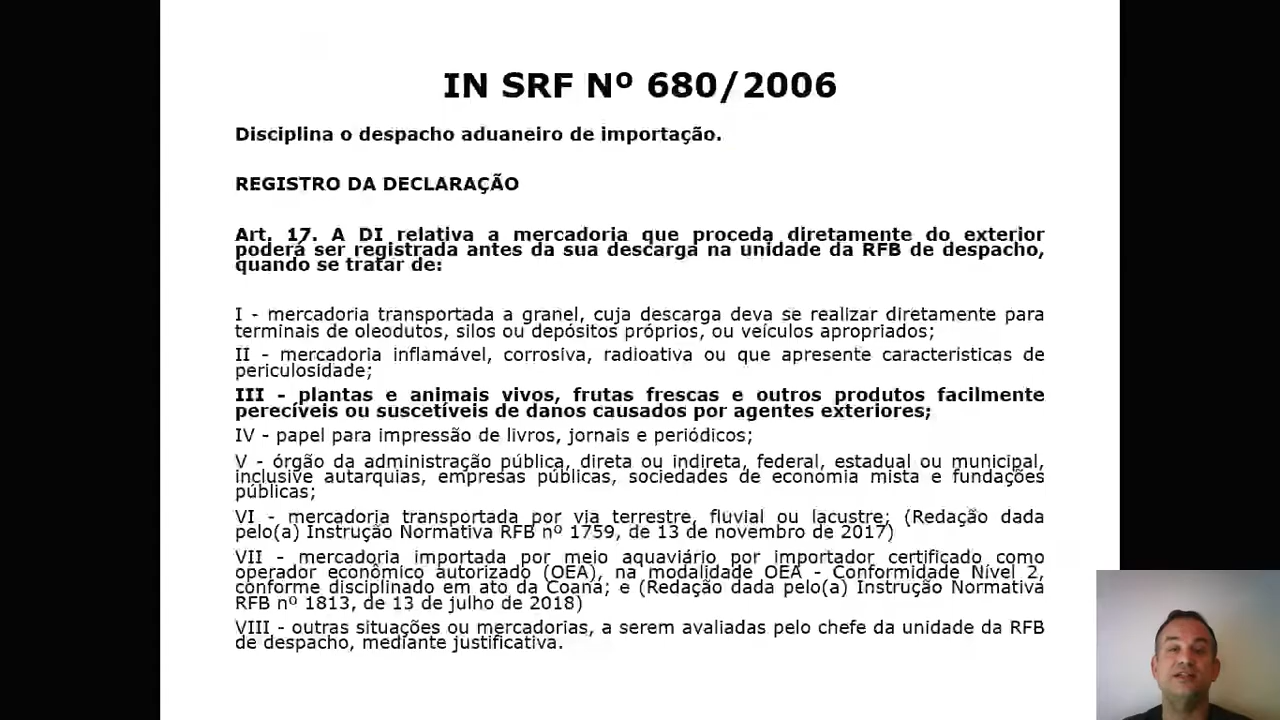 IN SRF Nº 680/2006
Disciplina o despacho aduaneiro de importação.
REGISTRO DA DECLARAÇÃO
Art. 17. A DI relativa a mercadoria que proceda diretamente do exterior
poderá ser registrada antes da sua descarga na unidade da RFB de despacho,
quando se tratar de:
I - mercadoria transportada a granel, cuja descarga deva se realizar diretamente para
terminais de oleodutos, silos ou depósitos próprios, ou veículos apropriados;
II - mercadoria inflamável, corrosiva, radioativa ou que apresente características de
periculosidade;
III - plantas e animais vivos, frutas frescas e outros produtos facilmente
perecíveis ou suscetíveis de danos causados por agentes exteriores;
IV - papel para impressão de livros, jornais e periódicos;
V - órgão da administração pública, direta ou indireta, federal, estadual ou municipal,
inclusive autarquias, empresas públicas, sociedades de economia mista e fundações
públicas;
VI - mercadoria transportada por via terrestre, fluvial ou lacustre; (Redação dada
pelo(a) Instrução Normativa RFB nº 1759, de 13 de novembro de 2017)
VII - mercadoria importada por meio aquaviário por importador certificado como
operador econômico autorizado (OEA), na modalidade OEA - Conformidade Nível 2,
conforme disciplinado em ato da Coana; e (Redação dada pelo(a) Instrução Normativa
RFB nº 1813, de 13 de julho de 2018)
VIII - outras situações ou mercadorias, a serem avaliadas pelo chefe da unidade da RFB
de despacho, mediante justificativa.